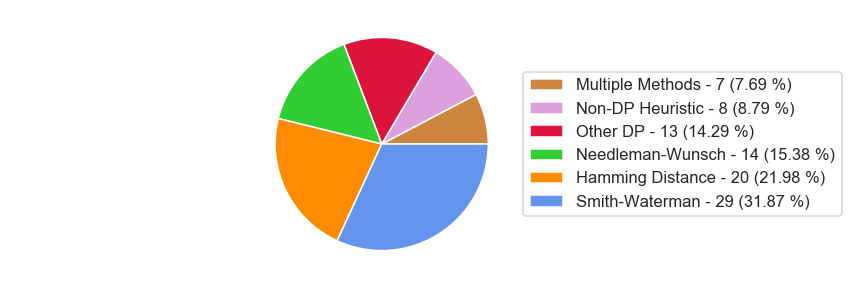 Multiple Methods - 7 (7.69 %)
Non-DP Heuristic - 8 (8.79 %)
Other DP - 13 (14.29 %)
Needleman-Wunsch - 14 (15.38 %)
Hamming Distance - 20 (21.98 %)
Smith-Waterman - 29 (31.87 %)